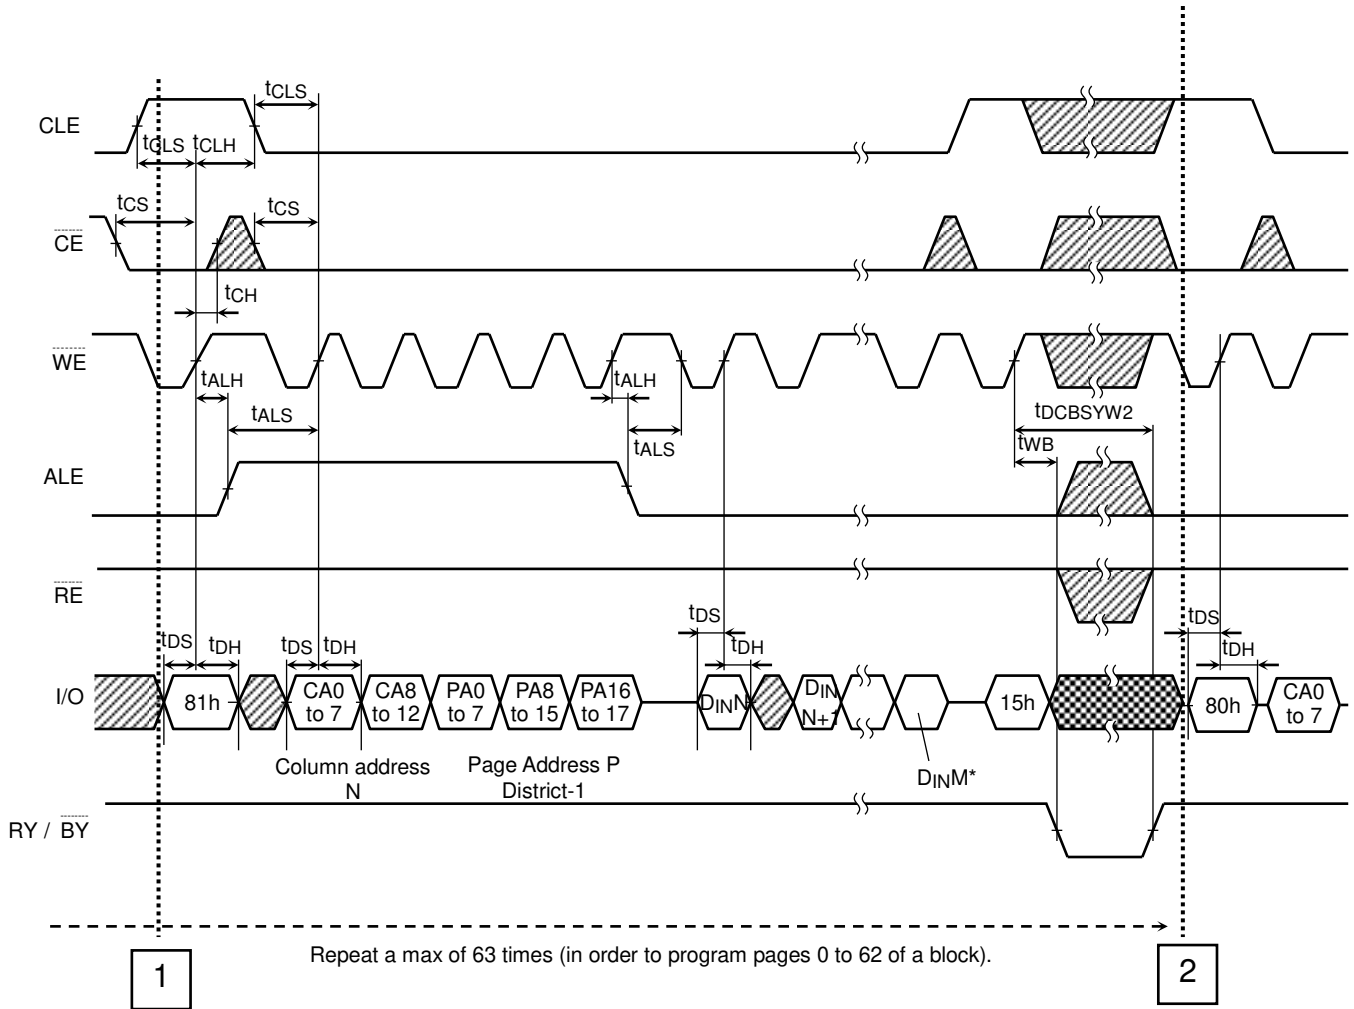 tCLS
CLE
tCLS tCLH
tCS tCS
CE
tCH
WE
tALH tALH
tDCBSYW2
tALS tALS
tWB
ALE
RE
tDS tDS
tDS tDH tDS tDH tDH tDH
I/O 81h CA0 to 7 CA8 to 12 PA0 to 7 PA8 to 15 PA16 to 17 DINN DIN N+1 15h 80h CA0 to 7
Column address N
Page Address P District-1
DINM*
RY / BY
Repeat a max of 63 times (in order to program pages 0 to 62 of a block).
1 2